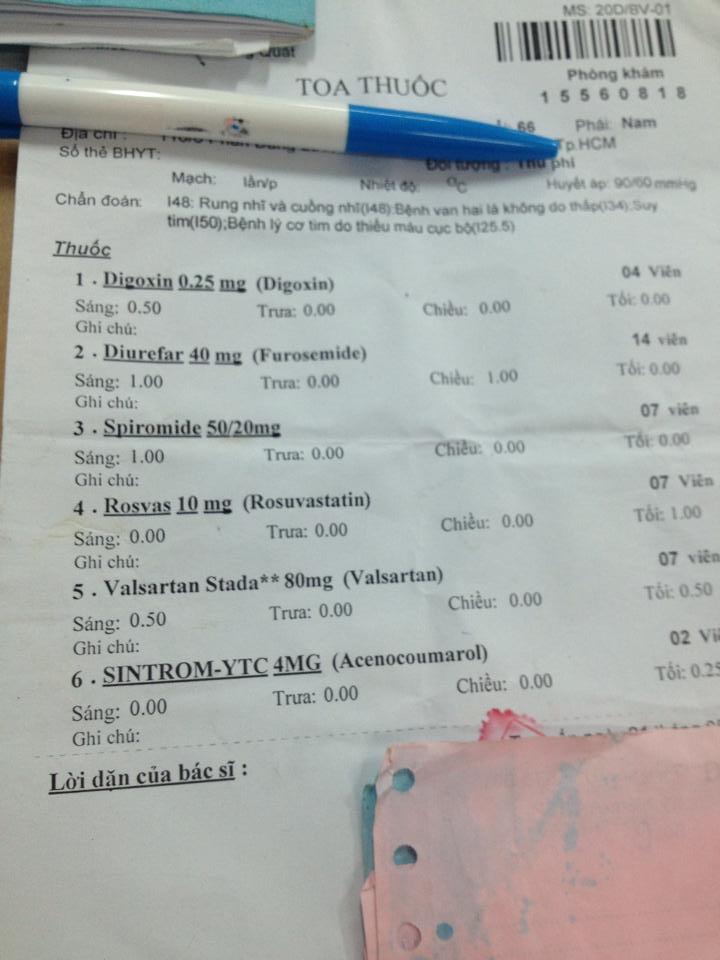 MS: 20D/BV-01
TOA THUỐC
Phòng khám
1 5 5 6 0 8 1 8
66 Phái: Nam
Địa chỉ : Tp.HCM
Số thẻ BHYT: Đối tượng : Thu phí
Mạch: lần/p Nhiệt độ: °C Huyết áp: 90/60 mmHg
Chẩn đoán: I48: Rung nhĩ và cuồng nhĩ(I48);Bệnh van hai lá không do thấp(I34);Suy
tim(I50);Bệnh lý cơ tim do thiếu máu cục bộ(I25.5)
Thuốc
1 . Digoxin 0.25 mg (Digoxin) 04 Viên
Sáng: 0.50 Trưa: 0.00 Chiều: 0.00 Tối: 0.00
Ghi chú:
2 . Diurefar 40 mg (Furosemide) 14 viên
Sáng: 1.00 Trưa: 0.00 Chiều: 1.00 Tối: 0.00
Ghi chú:
3 . Spiromide 50/20mg 07 viên
Sáng: 1.00 Trưa: 0.00 Chiều: 0.00 Tối: 0.00
Ghi chú:
4 . Rosvas 10 mg (Rosuvastatin) 07 Viên
Sáng: 0.00 Trưa: 0.00 Chiều: 0.00 Tối: 1.00
Ghi chú:
5 . Valsartan Stada** 80mg (Valsartan) 07 viên
Sáng: 0.50 Trưa: 0.00 Chiều: 0.00 Tối: 0.50
Ghi chú:
6 . SINTROM-YTC 4MG (Acenocoumarol) 02
Sáng: 0.00 Trưa: 0.00 Chiều: 0.00 Tối: 0.25
Ghi chú:
Lời dặn của bác sĩ :